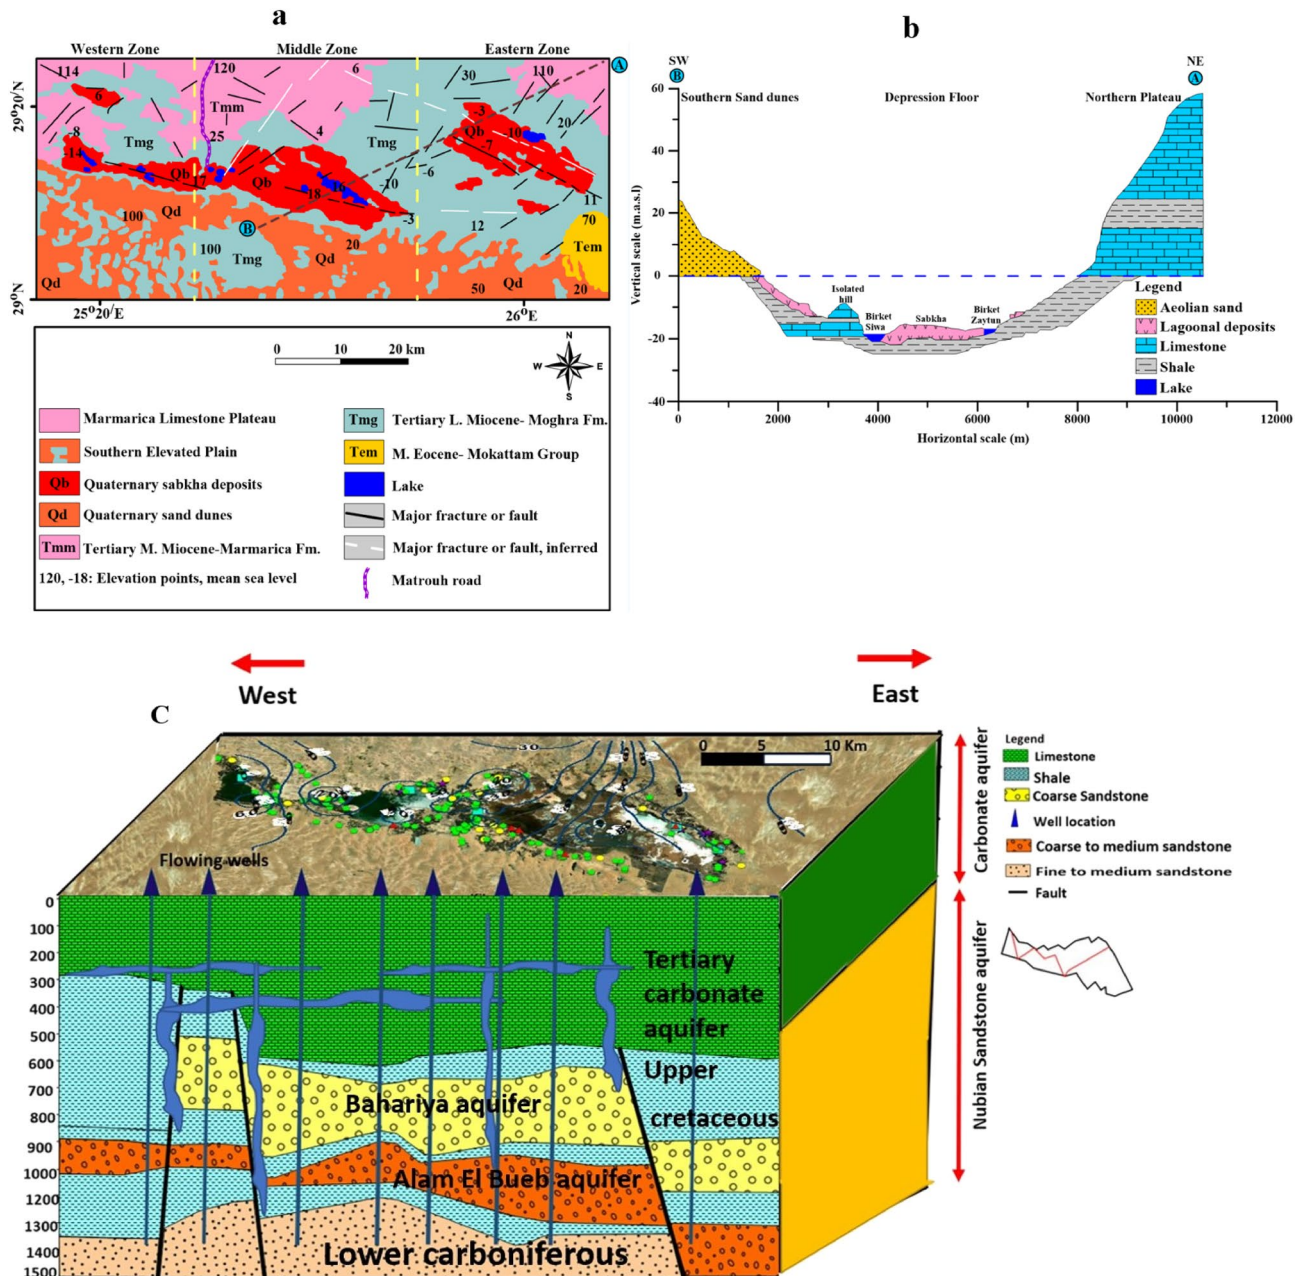 a
Western Zone Middle Zone Eastern Zone
114 120 6 30 110 A
6 Tmm -3 20
29°20′N
-8 25 4 Tmg Qb -10
-14 Tmg -7
Qb 17 Qb 18 16 -10 -6
Qd 100 -3 11
B 12 70
100 Tmg 20 Qd Tem
Qd Qd 50 20
29°N
25°20′E 26°E
0 10 20 km
N
W E
S
Marmarica Limestone Plateau
Southern Elevated Plain
Qb Quaternary sabkha deposits
Qd Quaternary sand dunes
Tmm Tertiary M. Miocene-Marmarica Fm.
120, -18: Elevation points, mean sea level
Tmg Tertiary L. Miocene- Moghra Fm.
Tem M. Eocene- Mokattam Group
Lake
Major fracture or fault
Major fracture or fault, inferred
Matrouh road
b
SW NE
B A
Southern Sand dunes Depression Floor Northern Plateau
Vertical scale (m.a.s.l)
60
40
20
0
-20
-40
Isolated
hill
Birket
Siwa
Sabkha
Birket
Zaytun
Legend
Aeolian sand
Lagoonal deposits
Limestone
Shale
Lake
0 2000 4000 6000 8000 10000 12000
Horizontal scale (m)
West East
C
0 5 10 Km
30
Flowing wells
0
100
200
300
400
500
600
700
800
900
1000
1200
1300
1400
1500
Tertiary
carbonate
aquifer
Upper
cretaceous
Bahariya aquifer
Alam El Bueb aquifer
Lower carboniferous
Carbonate aquifer
Nubian Sandstone aquifer
Legend
Limestone
Shale
Coarse Sandstone
Well location
Coarse to medium sandstone
Fine to medium sandstone
Fault